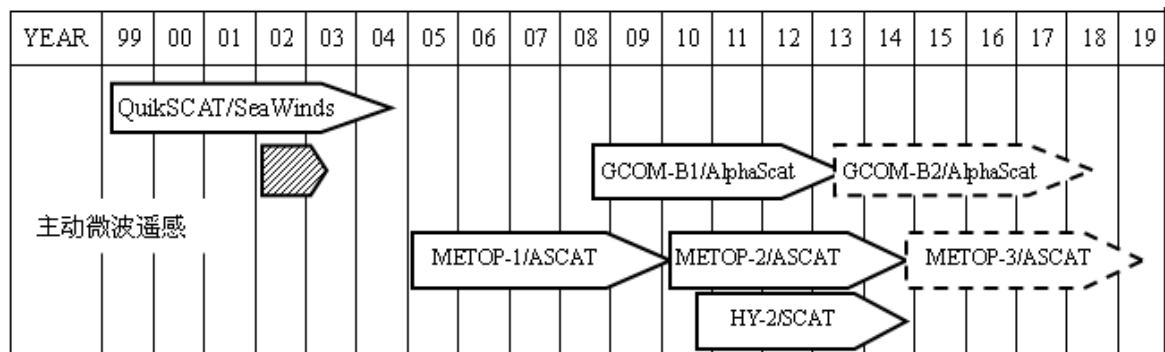 YEAR 99 00 01 02 03 04 05 06 07 08 09 10 11 12 13 14 15 16 17 18 19
QuikSCAT/SeaWinds
GCOM-B1/AlphaScat GCOM-B2/AlphaScat
主动微波遥感
METOP-1/ASCAT METOP-2/ASCAT METOP-3/ASCAT
HY-2/SCAT